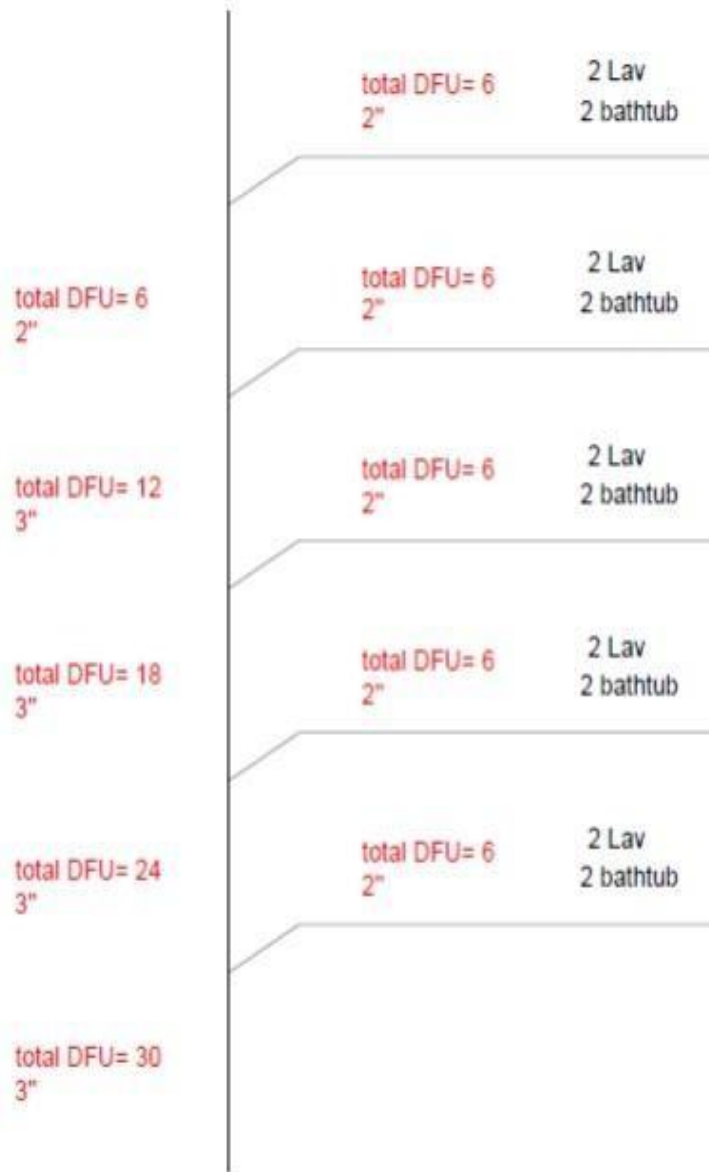 total DFU= 6
2"
2 Lav
2 bathtub
total DFU= 6
2"
total DFU= 6
2"
2 Lav
2 bathtub
total DFU= 12
3"
total DFU= 6
2"
2 Lav
2 bathtub
total DFU= 18
3"
total DFU= 6
2"
2 Lav
2 bathtub
total DFU= 24
3"
total DFU= 6
2"
2 Lav
2 bathtub
total DFU= 30
3"